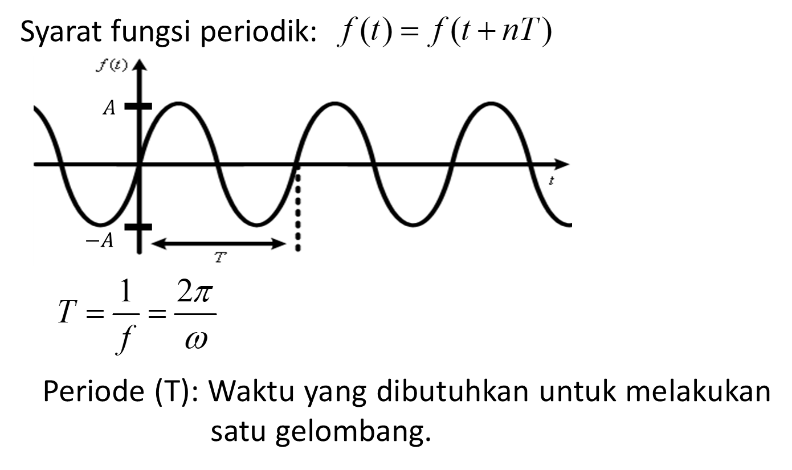 Syarat fungsi periodik: f(t) = f(t + nT)
f(t)
A
t
−A
T
T = 1/f = 2π/ω
Periode (T): Waktu yang dibutuhkan untuk melakukan
satu gelombang.